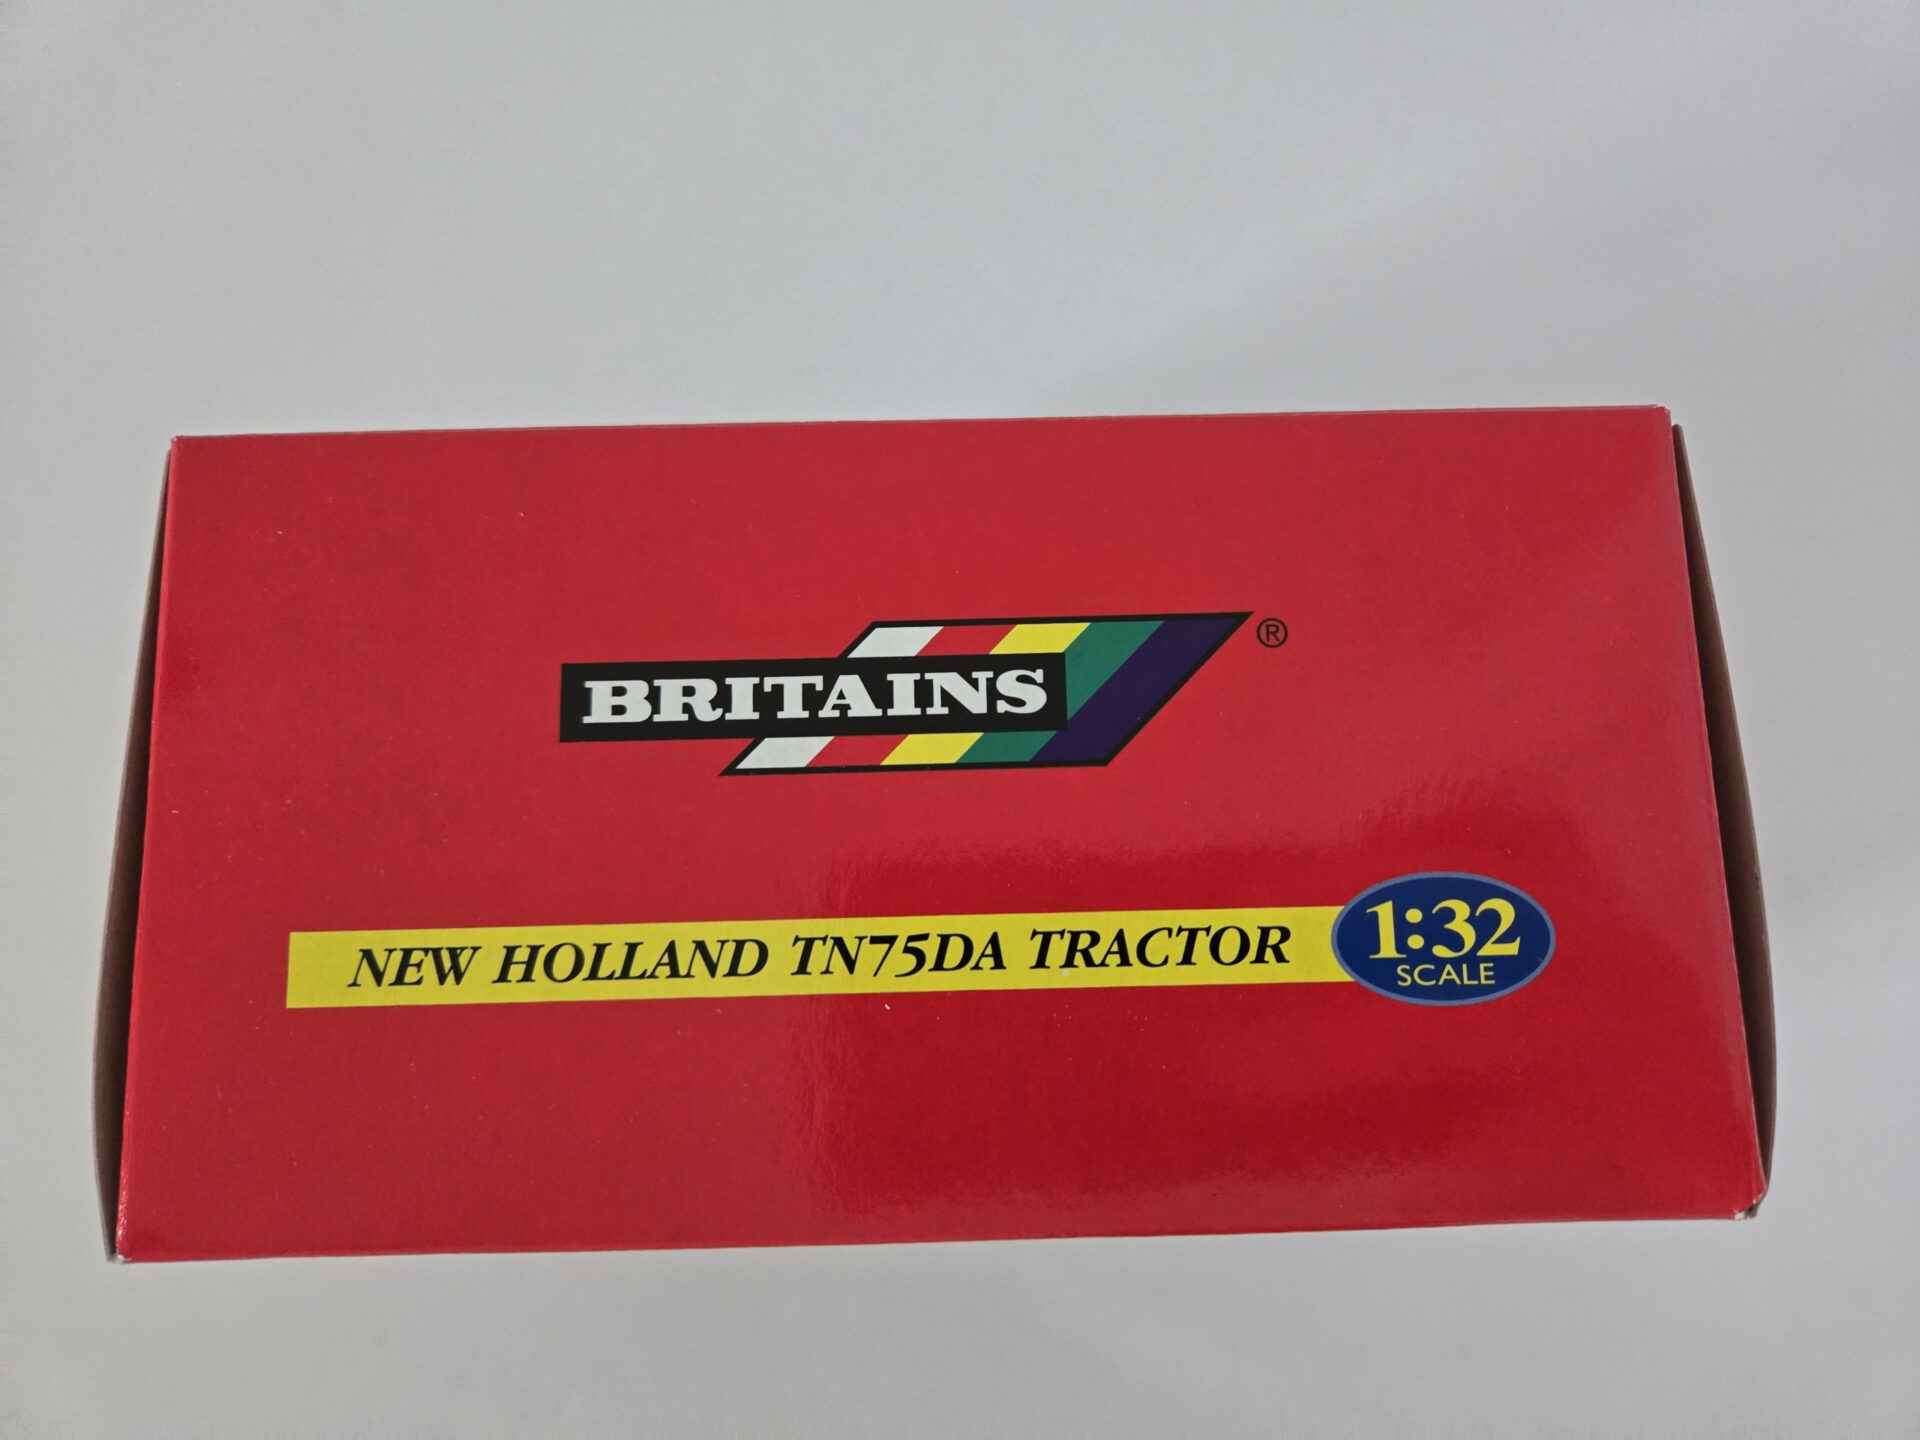 BRITAINS ®
NEW HOLLAND TN75DA TRACTOR
1:32
SCALE